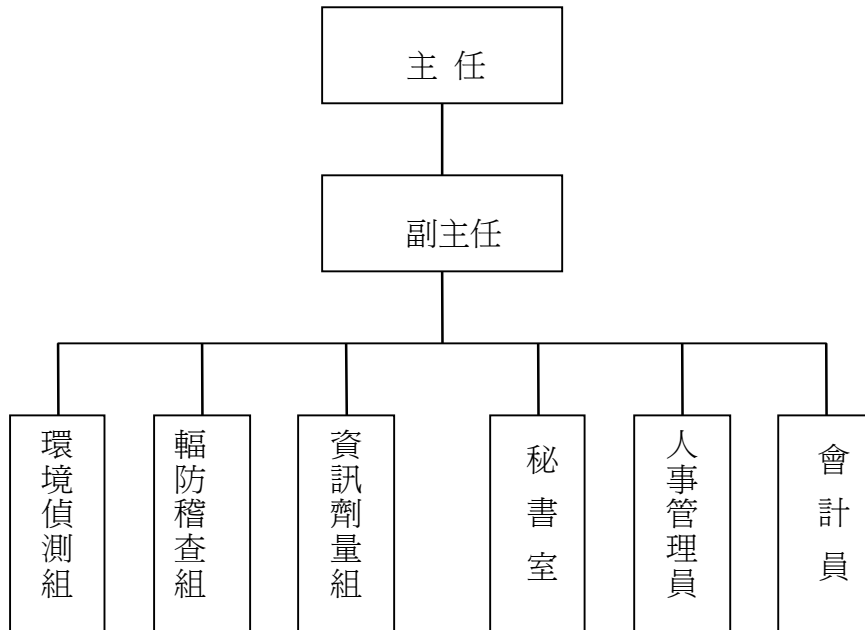 主 任
副主任
環境偵測組
輻防稽查組
資訊劑量組
秘書室
人事管理員
會計員